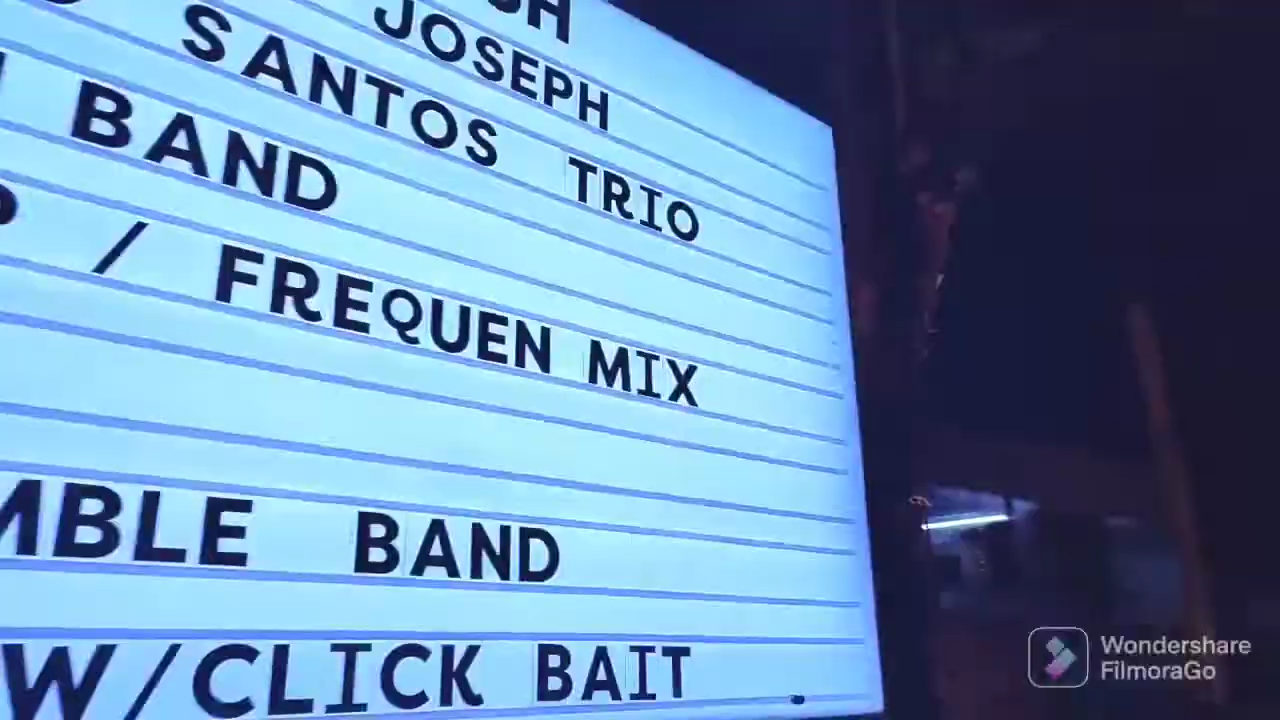 JOSEPH
SANTOS TRIO
BAND
/ FREQUEN MIX
MBLE BAND
W/CLICK BAIT
Wondershare
FilmoraGo